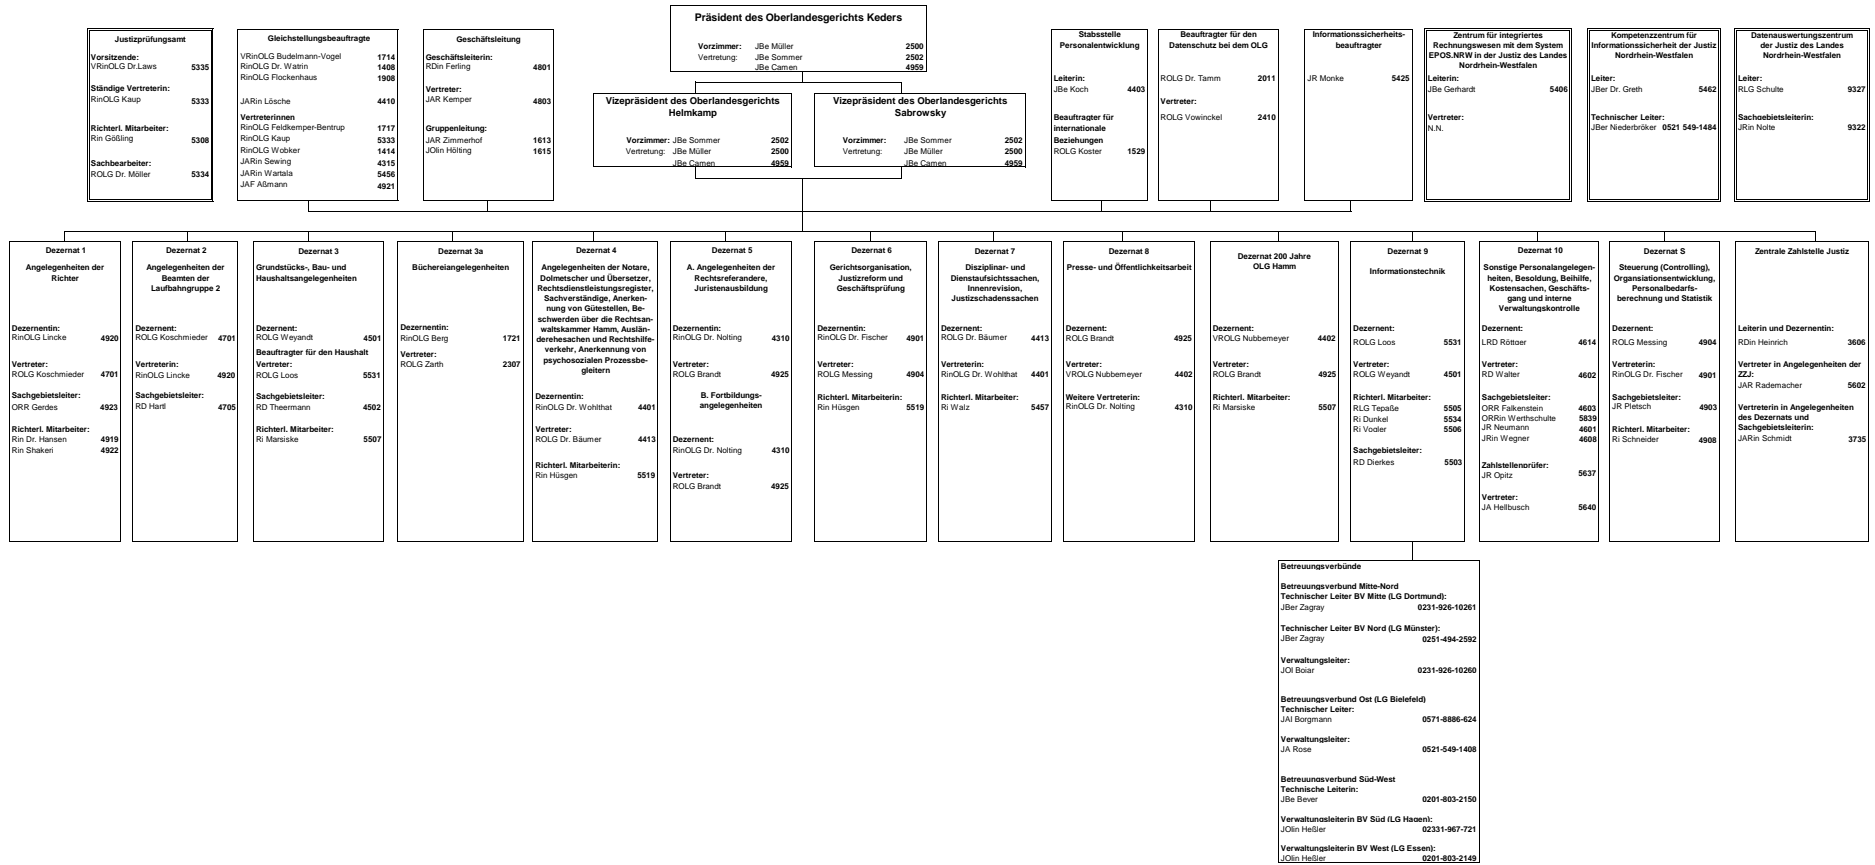 Präsident des Oberlandesgerichts Keders
Vorzimmer: JBe Müller 2500
Vertretung: JBe Sommer 2502
JBe Camen 4959
Justizprüfungsamt
Vorsitzende:
VRinOLG Dr.Laws 5335
Ständige Vertreterin:
RinOLG Kaup 5333
Richterl. Mitarbeiter:
Rin Gößling 5308
Sachbearbeiter:
ROLG Dr. Möller 5334
Gleichstellungsbeauftragte
VRinOLG Budelmann-Vogel 1714
RinOLG Dr. Watrin 1408
RinOLG Flockenhaus 1908
JARin Lösche 4410
Vertreterinnen
RinOLG Feldkemper-Bentrup 1717
RinOLG Kaup 5333
RinOLG Wobker 1414
JARin Sewing 4315
JARin Wartala 5456
JAF Aßmann 4921
Geschäftsleitung
Geschäftsleiterin:
RDin Ferling 4801
Vertreter:
JAR Kemper 4803
Gruppenleitung:
JAR Zimmerhof 1613
JOlin Hölting 1615
Vizepräsident des Oberlandesgerichts
Helmkamp
Vorzimmer: JBe Sommer 2502
Vertretung: JBe Müller 2500
JBe Camen 4959
Vizepräsident des Oberlandesgerichts
Sabrowsky
Vorzimmer: JBe Sommer 2502
Vertretung: JBe Müller 2500
JBe Camen 4959
Stabsstelle
Personalentwicklung
Leiterin:
JBe Koch 4403
Beauftragter für
internationale
Beziehungen
ROLG Koster 1529
Beauftragter für den
Datenschutz bei dem OLG
ROLG Dr. Tamm 2011
Vertreter:
ROLG Vowinckel 2410
Informationssicherheits-
beauftragter
JR Monke 5425
Zentrum für integriertes
Rechnungswesen mit dem System
EPOS.NRW in der Justiz des Landes
Nordrhein-Westfalen
Leiterin:
JBe Gerhardt 5406
Vertreter:
N.N.
Kompetenzzentrum für
Informationssicherheit der Justiz
Nordrhein-Westfalen
Leiter:
JBer Dr. Greth 5462
Technischer Leiter:
JBer Niederbröker 0521 549-1484
Datenauswertungszentrum
der Justiz des Landes
Nordrhein-Westfalen
Leiter:
RLG Schulte 9327
Sachgebietsleiterin:
JRin Nolte 9322
Dezernat 1
Angelegenheiten der
Richter
Dezernentin:
RinOLG Lincke 4920
Vertreter:
ROLG Koschmieder 4701
Sachgebietsleiter:
ORR Gerdes 4923
Richterl. Mitarbeiter:
Rin Dr. Hansen 4919
Rin Shakeri 4922
Dezernat 2
Angelegenheiten der
Beamten der
Laufbahngruppe 2
Dezernent:
ROLG Koschmieder 4701
Vertreterin:
RinOLG Lincke 4920
Sachgebietsleiter:
RD Hartl 4705
Dezernat 3
Grundstücks-, Bau- und
Haushaltsangelegenheiten
Dezernent:
ROLG Weyandt 4501
Beauftragter für den Haushalt
Vertreter:
ROLG Loos 5531
Sachgebietsleiter:
RD Theermann 4502
Richterl. Mitarbeiter:
Ri Marsiske 5507
Dezernat 3a
Büchereiangelegenheiten
Dezernentin:
RinOLG Berg 1721
Vertreter:
ROLG Zarth 2307
Dezernat 4
Angelegenheiten der Notare,
Dolmetscher und Übersetzer,
Rechtsdienstleistungsregister,
Sachverständige, Anerken-
nung von Gütestellen, Be-
schwerden über die Rechtsan-
waltskammer Hamm, Auslän-
derehesachen und Rechtshilfe-
verkehr, Anerkennung von
psychosozialen Prozessbe-
gleitern
Dezernentin:
RinOLG Dr. Wohlthat 4401
Vertreter:
ROLG Dr. Bäumer 4413
Richterl. Mitarbeiterin:
Rin Hüsgen 5519
Dezernat 5
A. Angelegenheiten der
Rechtsreferandere,
Juristenausbildung
Dezernentin:
RinOLG Dr. Nolting 4310
Vertreter:
ROLG Brandt 4925
B. Fortbildungs-
angelegenheiten
Dezernent:
RinOLG Dr. Nolting 4310
Vertreter:
ROLG Brandt 4925
Dezernat 6
Gerichtsorganisation,
Justizreform und
Geschäftsprüfung
Dezernentin:
RinOLG Dr. Fischer 4901
Vertreter:
ROLG Messing 4904
Richterl. Mitarbeiterin:
Rin Hüsgen 5519
Dezernat 7
Disziplinar- und
Dienstaufsichtssachen,
Innenrevision,
Justizschadenssachen
Dezernent:
ROLG Dr. Bäumer 4413
Vertreterin:
RinOLG Dr. Wohlthat 4401
Richterl. Mitarbeiter:
Ri Walz 5457
Dezernat 8
Presse- und Öffentlichkeitsarbeit
Dezernent:
ROLG Brandt 4925
Vertreter:
VROLG Nubbemeyer 4402
Weitere Vertreterin:
RinOLG Dr. Nolting 4310
Dezernat 200 Jahre
OLG Hamm
Dezernent:
VROLG Nubbemeyer 4402
Vertreter:
ROLG Brandt 4925
Richterl. Mitarbeiter:
Ri Marsiske 5507
Dezernat 9
Informationstechnik
Dezernent:
ROLG Loos 5531
Vertreter:
ROLG Weyandt 4501
Richterl. Mitarbeiter:
RLG Tepaße 5505
Ri Dunkel 5534
Ri Vogler 5506
Sachgebietsleiter:
RD Dierkes 5503
Dezernat 10
Sonstige Personalangelegen-
heiten, Besoldung, Beihilfe,
Kostensachen, Geschäfts-
gang und interne
Verwaltungskontrolle
Dezernent:
LRD Röttger 4614
Vertreter:
RD Walter 4602
Sachgebietsleiter:
ORR Falkenstein 4603
ORRin Werthschulte 5839
JR Neumann 4601
JRin Wegner 4608
Zahlstellenprüfer:
JR Opitz 5637
Vertreter:
JA Hellbusch 5640
Dezernat S
Steuerung (Controlling),
Organsiationsentwicklung,
Personalbedarfs-
berechnung und Statistik
Dezernent:
ROLG Messing 4904
Vertreterin:
RinOLG Dr. Fischer 4901
Sachgebietsleiter:
JR Pletsch 4903
Richterl. Mitarbeiter:
Ri Schneider 4908
Zentrale Zahlstelle Justiz
Leiterin und Dezernentin:
RDin Heinrich 3606
Vertreter in Angelegenheiten der
ZZJ:
JAR Rademacher 5602
Vertreterin in Angelegenheiten
des Dezernats und
Sachgebietsleiterin:
JARin Schmidt 3735
Betreuungsverbünde
Betreuungsverbund Mitte-Nord
Technischer Leiter BV Mitte (LG Dortmund):
JBer Zagray 0231-926-10261
Technischer Leiter BV Nord (LG Münster):
JBer Zagray 0251-494-2592
Verwaltungsleiter:
JOI Bojar 0231-926-10260
Betreuungsverbund Ost (LG Bielefeld)
Technischer Leiter:
JAI Borgmann 0571-8886-624
Verwaltungsleiter:
JA Rose 0521-549-1408
Betreuungsverbund Süd-West
Technische Leiterin:
JBe Bever 0201-803-2150
Verwaltungsleiterin BV Süd (LG Hagen):
JOlin Heßler 02331-967-721
Verwaltungsleiterin BV West (LG Essen):
JOlin Heßler 0201-803-2149